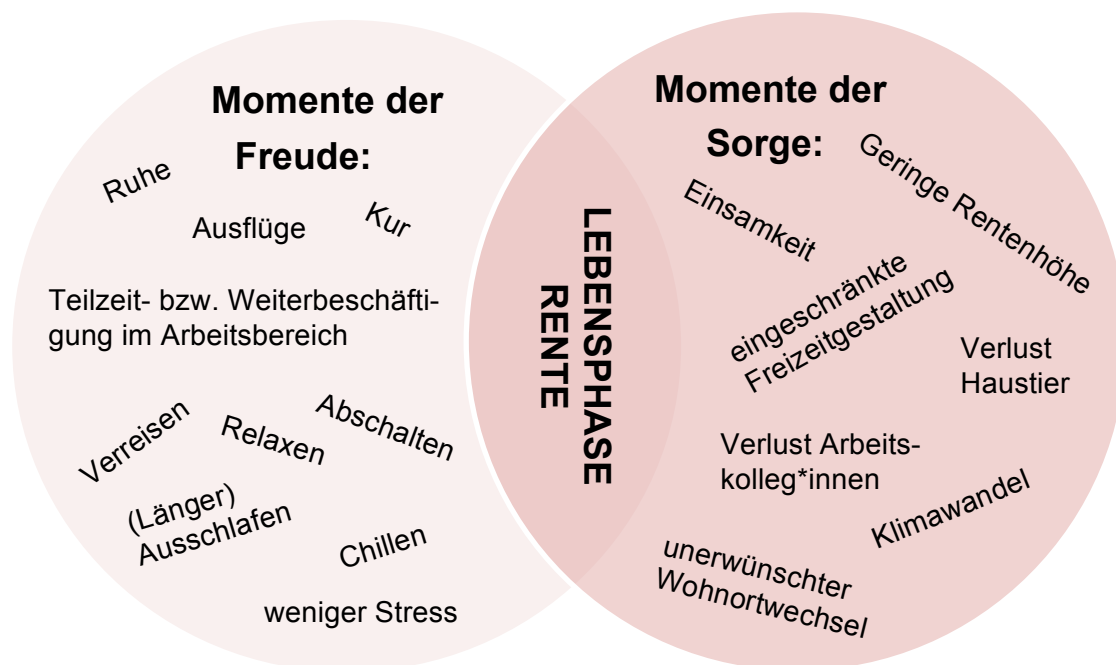 Momente der
Freude:
Ruhe
Ausflüge
Kur
Teilzeit- bzw. Weiterbeschäfti-
gung im Arbeitsbereich
Verreisen
Relaxen
Abschalten
(Länger)
Ausschlafen
Chillen
weniger Stress
LEBENSPHASE
RENTE
Momente der
Sorge:
Einsamkeit
Geringe Rentenhöhe
eingeschränkte
Freizeitgestaltung
Verlust
Haustier
Verlust Arbeits-
kolleg*innen
Klimawandel
unerwünschter
Wohnortwechsel